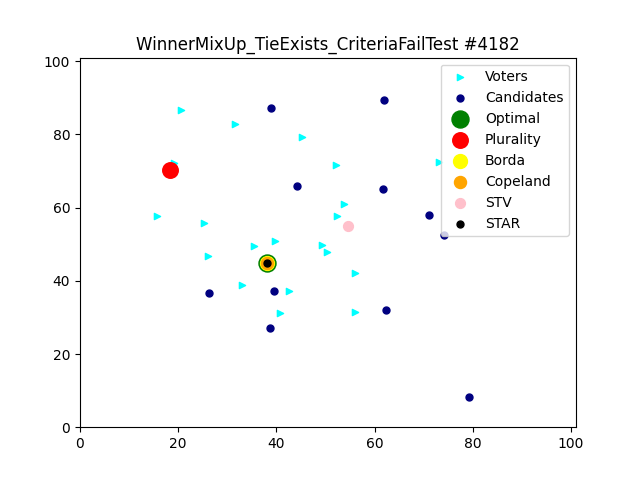 WinnerMixUp_TieExists_CriteriaFailTest #4182
100
80
60
40
20
0
0
20
40
60
80
100
Voters
Candidates
Optimal
Plurality
Borda
Copeland
STV
STAR